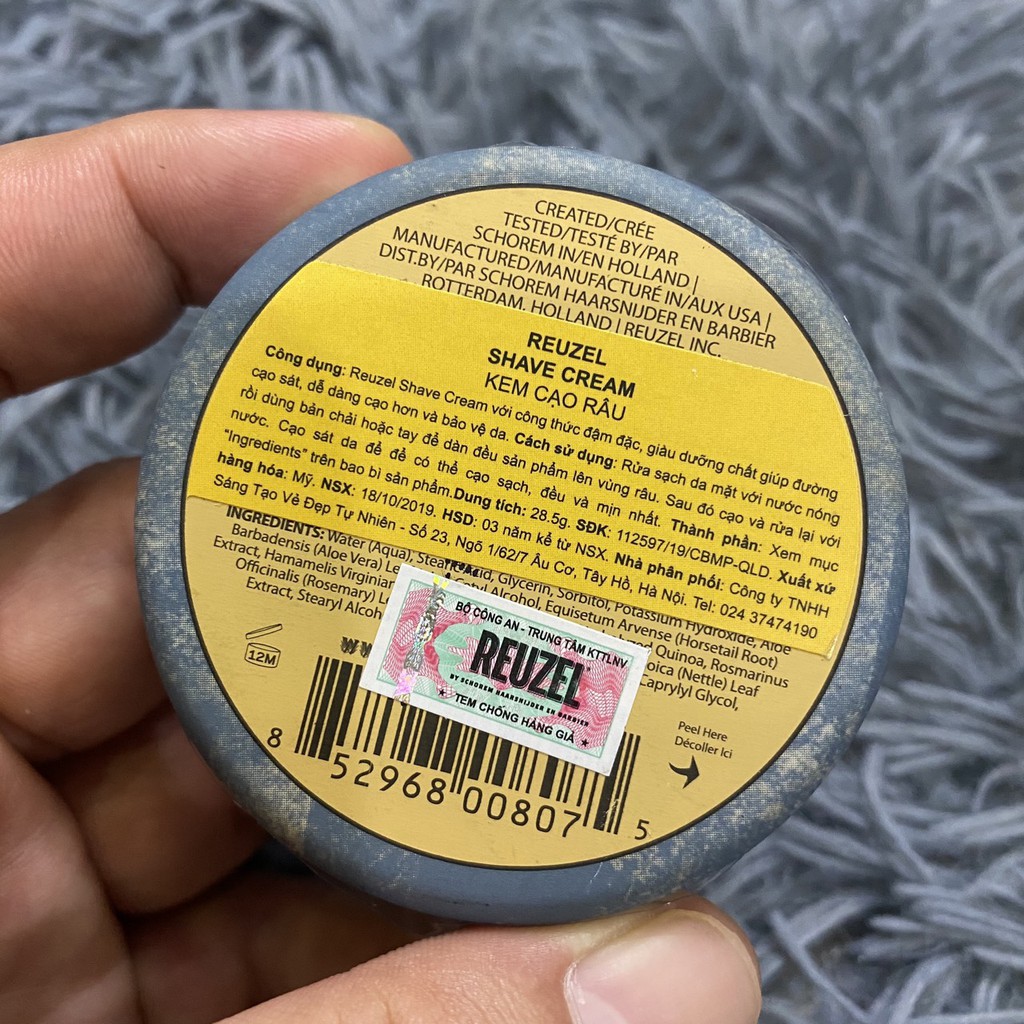 CREATED/CRÉE
TESTED/TESTÉ BY/PAR
SCHOREM IN/EN HOLLAND |
MANUFACTURED/MANUFACTURÉ IN/AUX USA |
DIST.BY/PAR SCHOREM HAARSNIJDER EN BARBIER
ROTTERDAM, HOLLAND | REUZEL INC.
REUZEL
SHAVE CREAM
KEM CẠO RÂU
Công dụng: Reuzel Shave Cream với công thức đậm đặc, giàu dưỡng chất giúp đường
cạo sát, dễ dàng cạo hơn và bảo vệ da. Cách sử dụng: Rửa sạch da mặt với nước nóng
rồi dùng bàn chải hoặc tay để dàn đều sản phẩm lên vùng râu. Sau đó cạo và rửa lại với
nước. Cạo sát da để để có thể cạo sạch, đều và mịn nhất. Thành phần: Xem mục
"Ingredients" trên bao bì sản phẩm.Dung tích: 28.5g. SĐK: 112597/19/CBMP-QLD. Xuất xứ
hàng hóa: Mỹ. NSX: 18/10/2019. HSD: 03 năm kể từ NSX. Nhà phân phối: Công ty TNHH
Sáng Tạo Vẻ Đẹp Tự Nhiên - Số 23, Ngõ 1/62/7 Âu Cơ, Tây Hồ, Hà Nội. Tel: 024 37474190
INGREDIENTS: Water (Aqua), Glycerin, Sorbitol, Potassium Hydroxide, Aloe
Barbadensis (Aloe Vera) Alcohol, Equisetum Arvense (Horsetail Root)
Extract, Hamamelis Quinoa, Rosmarinus
Officinalis (Rosemary) (Nettle) Leaf
Extract, Stearyl Caprylyl Glycol,
12M
BỘ CÔNG AN - TRUNG TÂM KTTLNV
REUZEL
BY SCHOREM HAARSNIJDER EN BARBIER
★ TEM CHỐNG HÀNG GIẢ ★
Peel Here
Décoller Ici
8 52968 00807 5